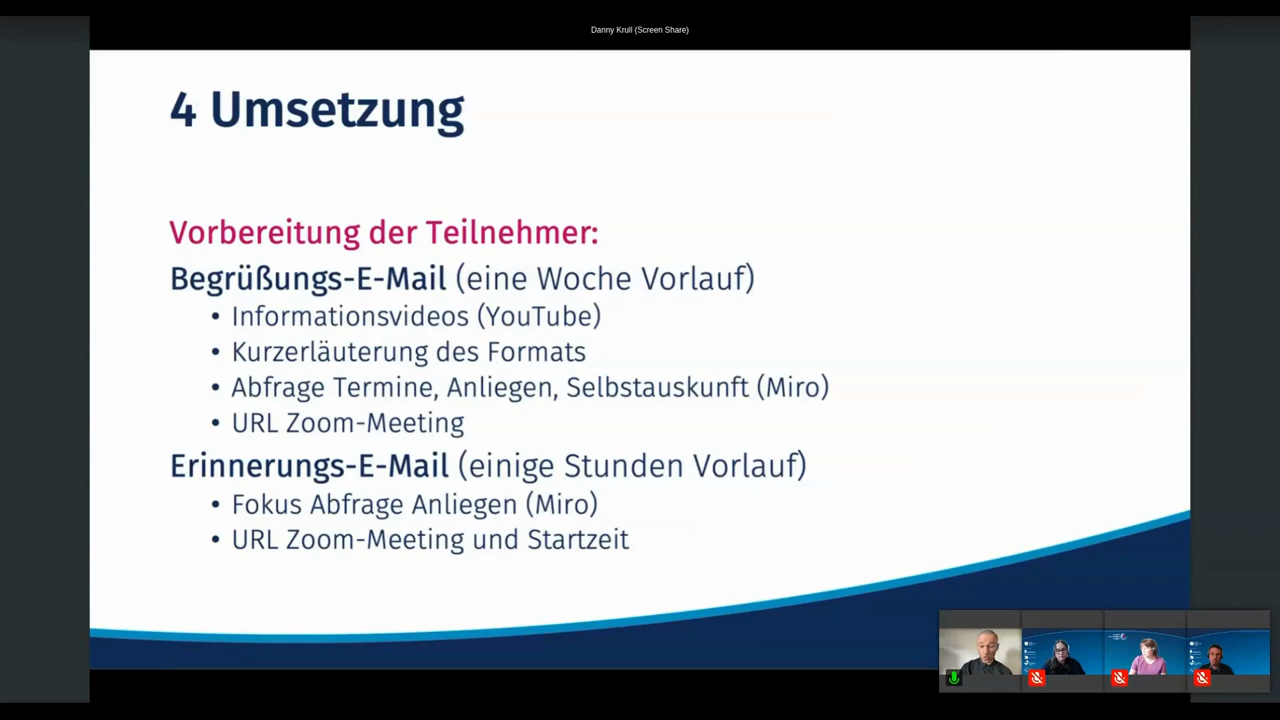 Danny Krull (Screen Share)
4 Umsetzung
Vorbereitung der Teilnehmer:
Begrüßungs-E-Mail (eine Woche Vorlauf)
• Informationsvideos (YouTube)
• Kurzerläuterung des Formats
• Abfrage Termine, Anliegen, Selbstauskunft (Miro)
• URL Zoom-Meeting
Erinnerungs-E-Mail (einige Stunden Vorlauf)
• Fokus Abfrage Anliegen (Miro)
• URL Zoom-Meeting und Startzeit